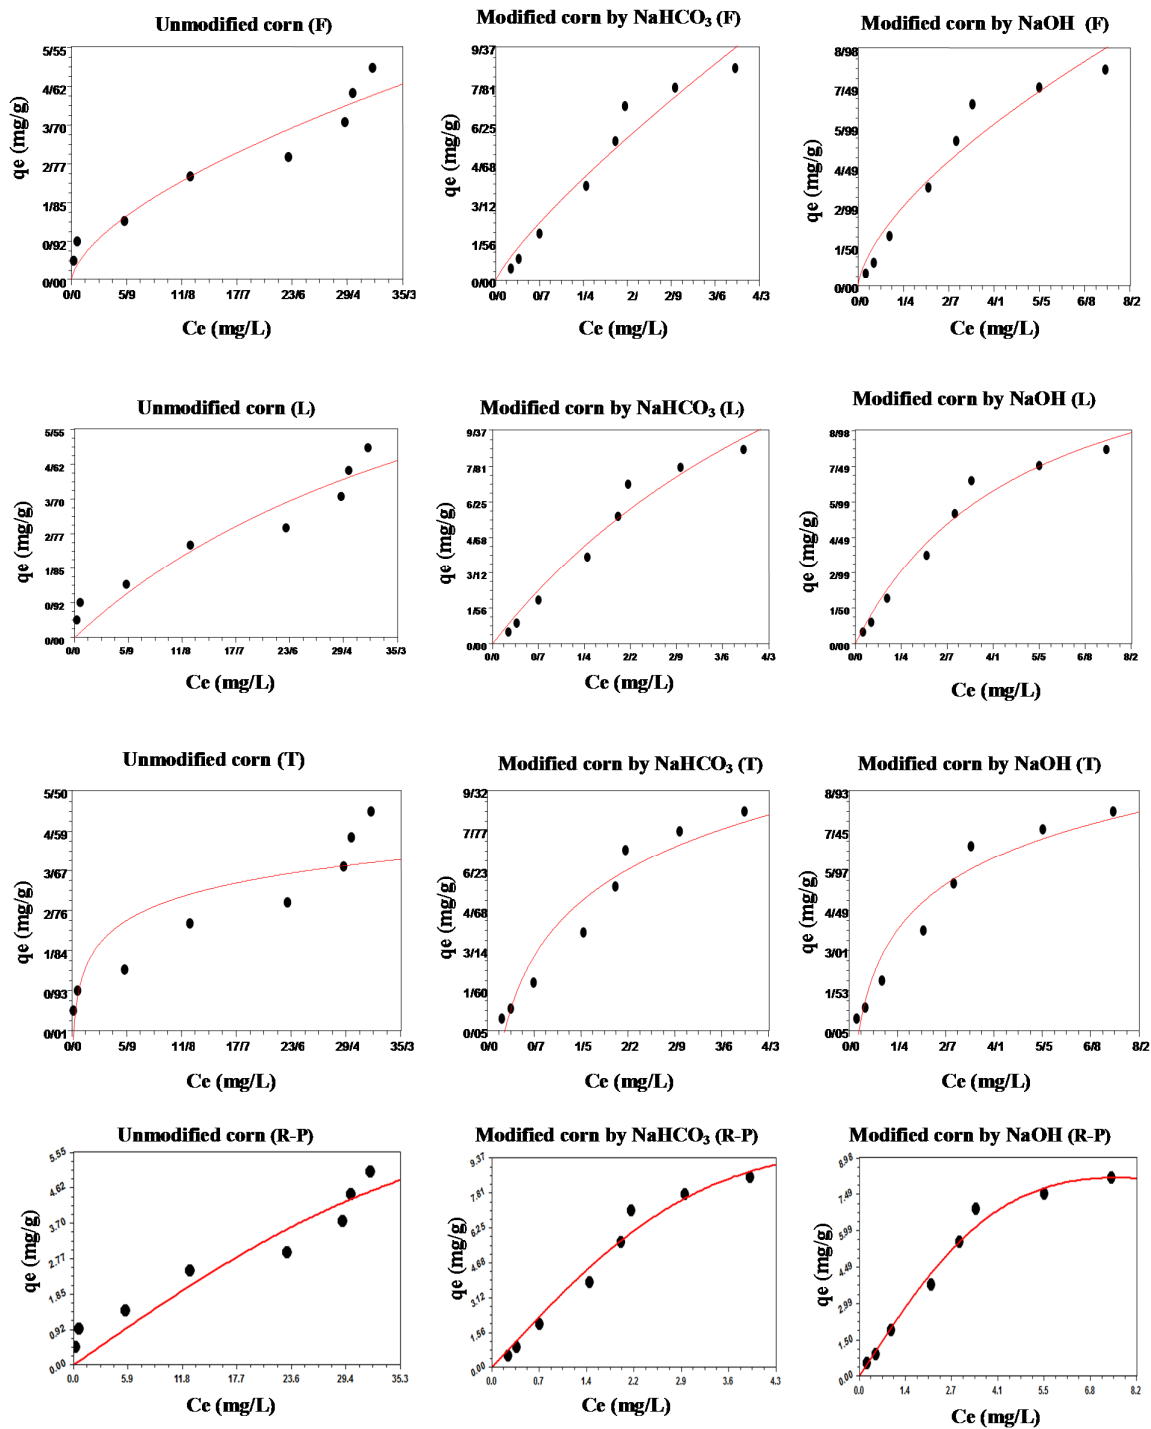 Unmodified corn (F)
Modified corn by NaHCO₃ (F)
Modified corn by NaOH (F)
qe (mg/g)
5/55
4/62
3/70
2/77
1/85
0/92
0/00
0/0 5/9 11/8 17/7 23/6 29/4 35/3
Ce (mg/L)
qe (mg/g)
9/37
7/81
6/25
4/68
3/12
1/56
0/00
0/0 0/7 1/4 2/ 2/9 3/6 4/3
Ce (mg/L)
qe (mg/g)
8/98
7/49
5/99
4/49
2/99
1/50
0/00
0/0 1/4 2/7 4/1 5/5 6/8 8/2
Ce (mg/L)
Unmodified corn (L)
Modified corn by NaHCO₃ (L)
Modified corn by NaOH (L)
qe (mg/g)
5/55
4/62
3/70
2/77
1/85
0/92
0/00
0/0 5/9 11/8 17/7 23/6 29/4 35/3
Ce (mg/L)
qe (mg/g)
9/37
7/81
6/25
4/68
3/12
1/56
0/00
0/0 0/7 1/4 2/2 2/9 3/6 4/3
Ce (mg/L)
qe (mg/g)
8/98
7/49
5/99
4/49
2/99
1/50
0/00
0/0 1/4 2/7 4/1 5/5 6/8 8/2
Ce (mg/L)
Unmodified corn (T)
Modified corn by NaHCO₃ (T)
Modified corn by NaOH (T)
qe (mg/g)
5/50
4/59
3/67
2/76
1/84
0/93
0/01
0/0 5/9 11/8 17/7 23/6 29/4 35/3
Ce (mg/L)
qe (mg/g)
9/32
7/77
6/23
4/68
3/14
1/60
0/05
0/0 0/7 1/5 2/2 2/9 3/6 4/3
Ce (mg/L)
qe (mg/g)
8/93
7/45
5/97
4/49
3/01
1/53
0/05
0/0 1/4 2/7 4/1 5/5 6/8 8/2
Ce (mg/L)
Unmodified corn (R-P)
Modified corn by NaHCO₃ (R-P)
Modified corn by NaOH (R-P)
qe (mg/g)
5.55
4.62
3.70
2.77
1.85
0.92
0.00
0.0 5.9 11.8 17.7 23.6 29.4 35.3
Ce (mg/L)
qe (mg/g)
9.37
7.81
6.25
4.68
3.12
1.56
0.00
0.0 0.7 1.4 2.2 2.9 3.6 4.3
Ce (mg/L)
qe (mg/g)
8.98
7.49
5.99
4.49
2.99
1.50
0.00
0.0 1.4 2.7 4.1 5.5 6.8 8.2
Ce (mg/L)